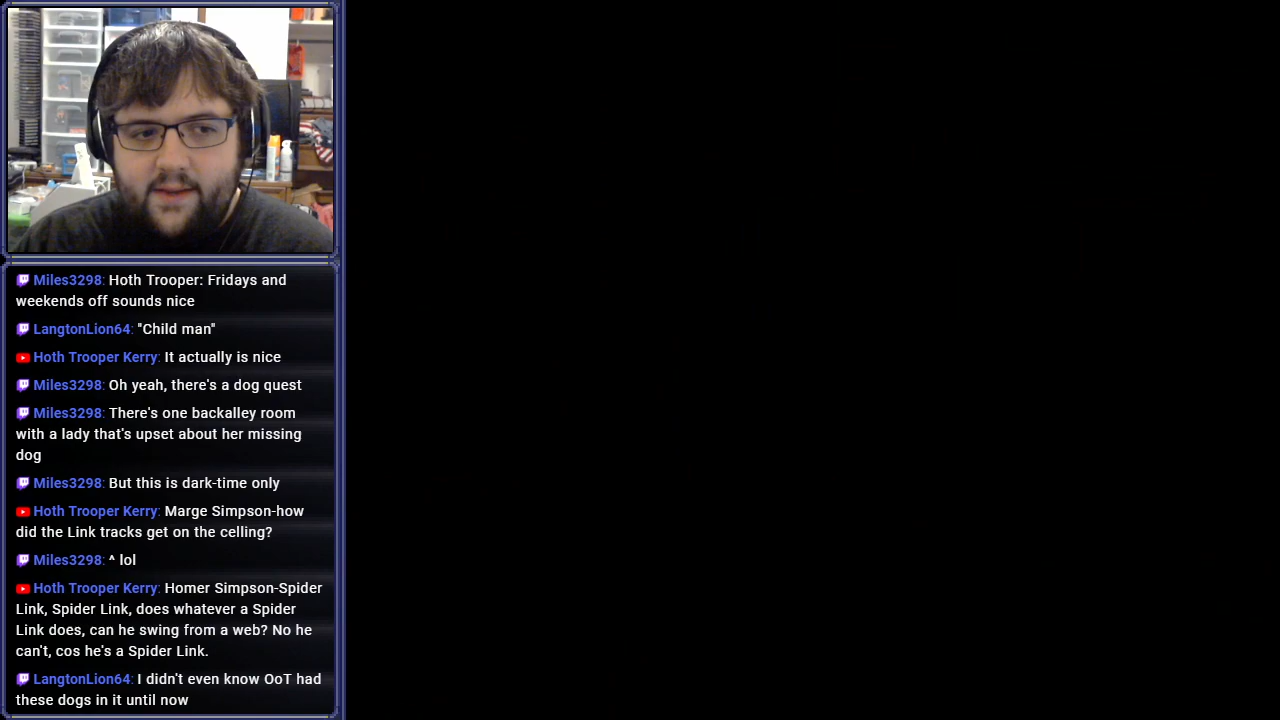 Miles3298: Hoth Trooper: Fridays and
weekends off sounds nice
LangtonLion64: "Child man"
Hoth Trooper Kerry: It actually is nice
Miles3298: Oh yeah, there's a dog quest
Miles3298: There's one backalley room
with a lady that's upset about her missing
dog
Miles3298: But this is dark-time only
Hoth Trooper Kerry: Marge Simpson-how
did the Link tracks get on the celling?
Miles3298: ^ lol
Hoth Trooper Kerry: Homer Simpson-Spider
Link, Spider Link, does whatever a Spider
Link does, can he swing from a web? No he
can't, cos he's a Spider Link.
LangtonLion64: I didn't even know OoT had
these dogs in it until now